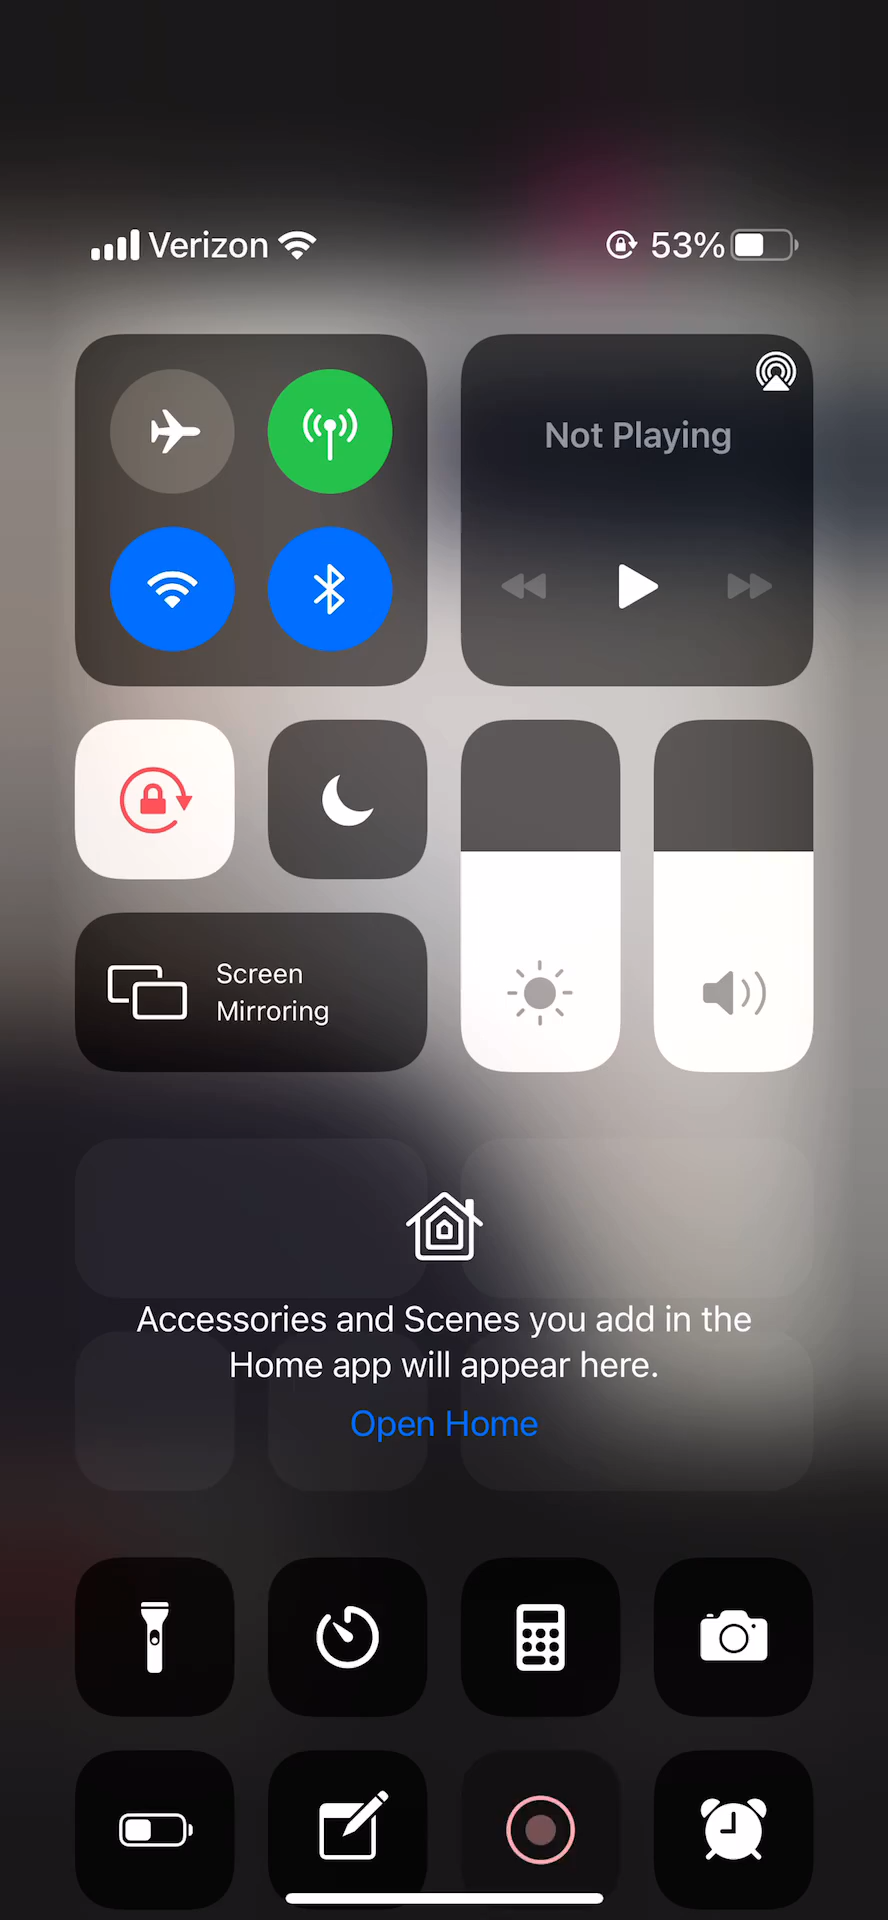 Verizon
53%
Not Playing
Screen
Mirroring
Accessories and Scenes you add in the
Home app will appear here.
Open Home